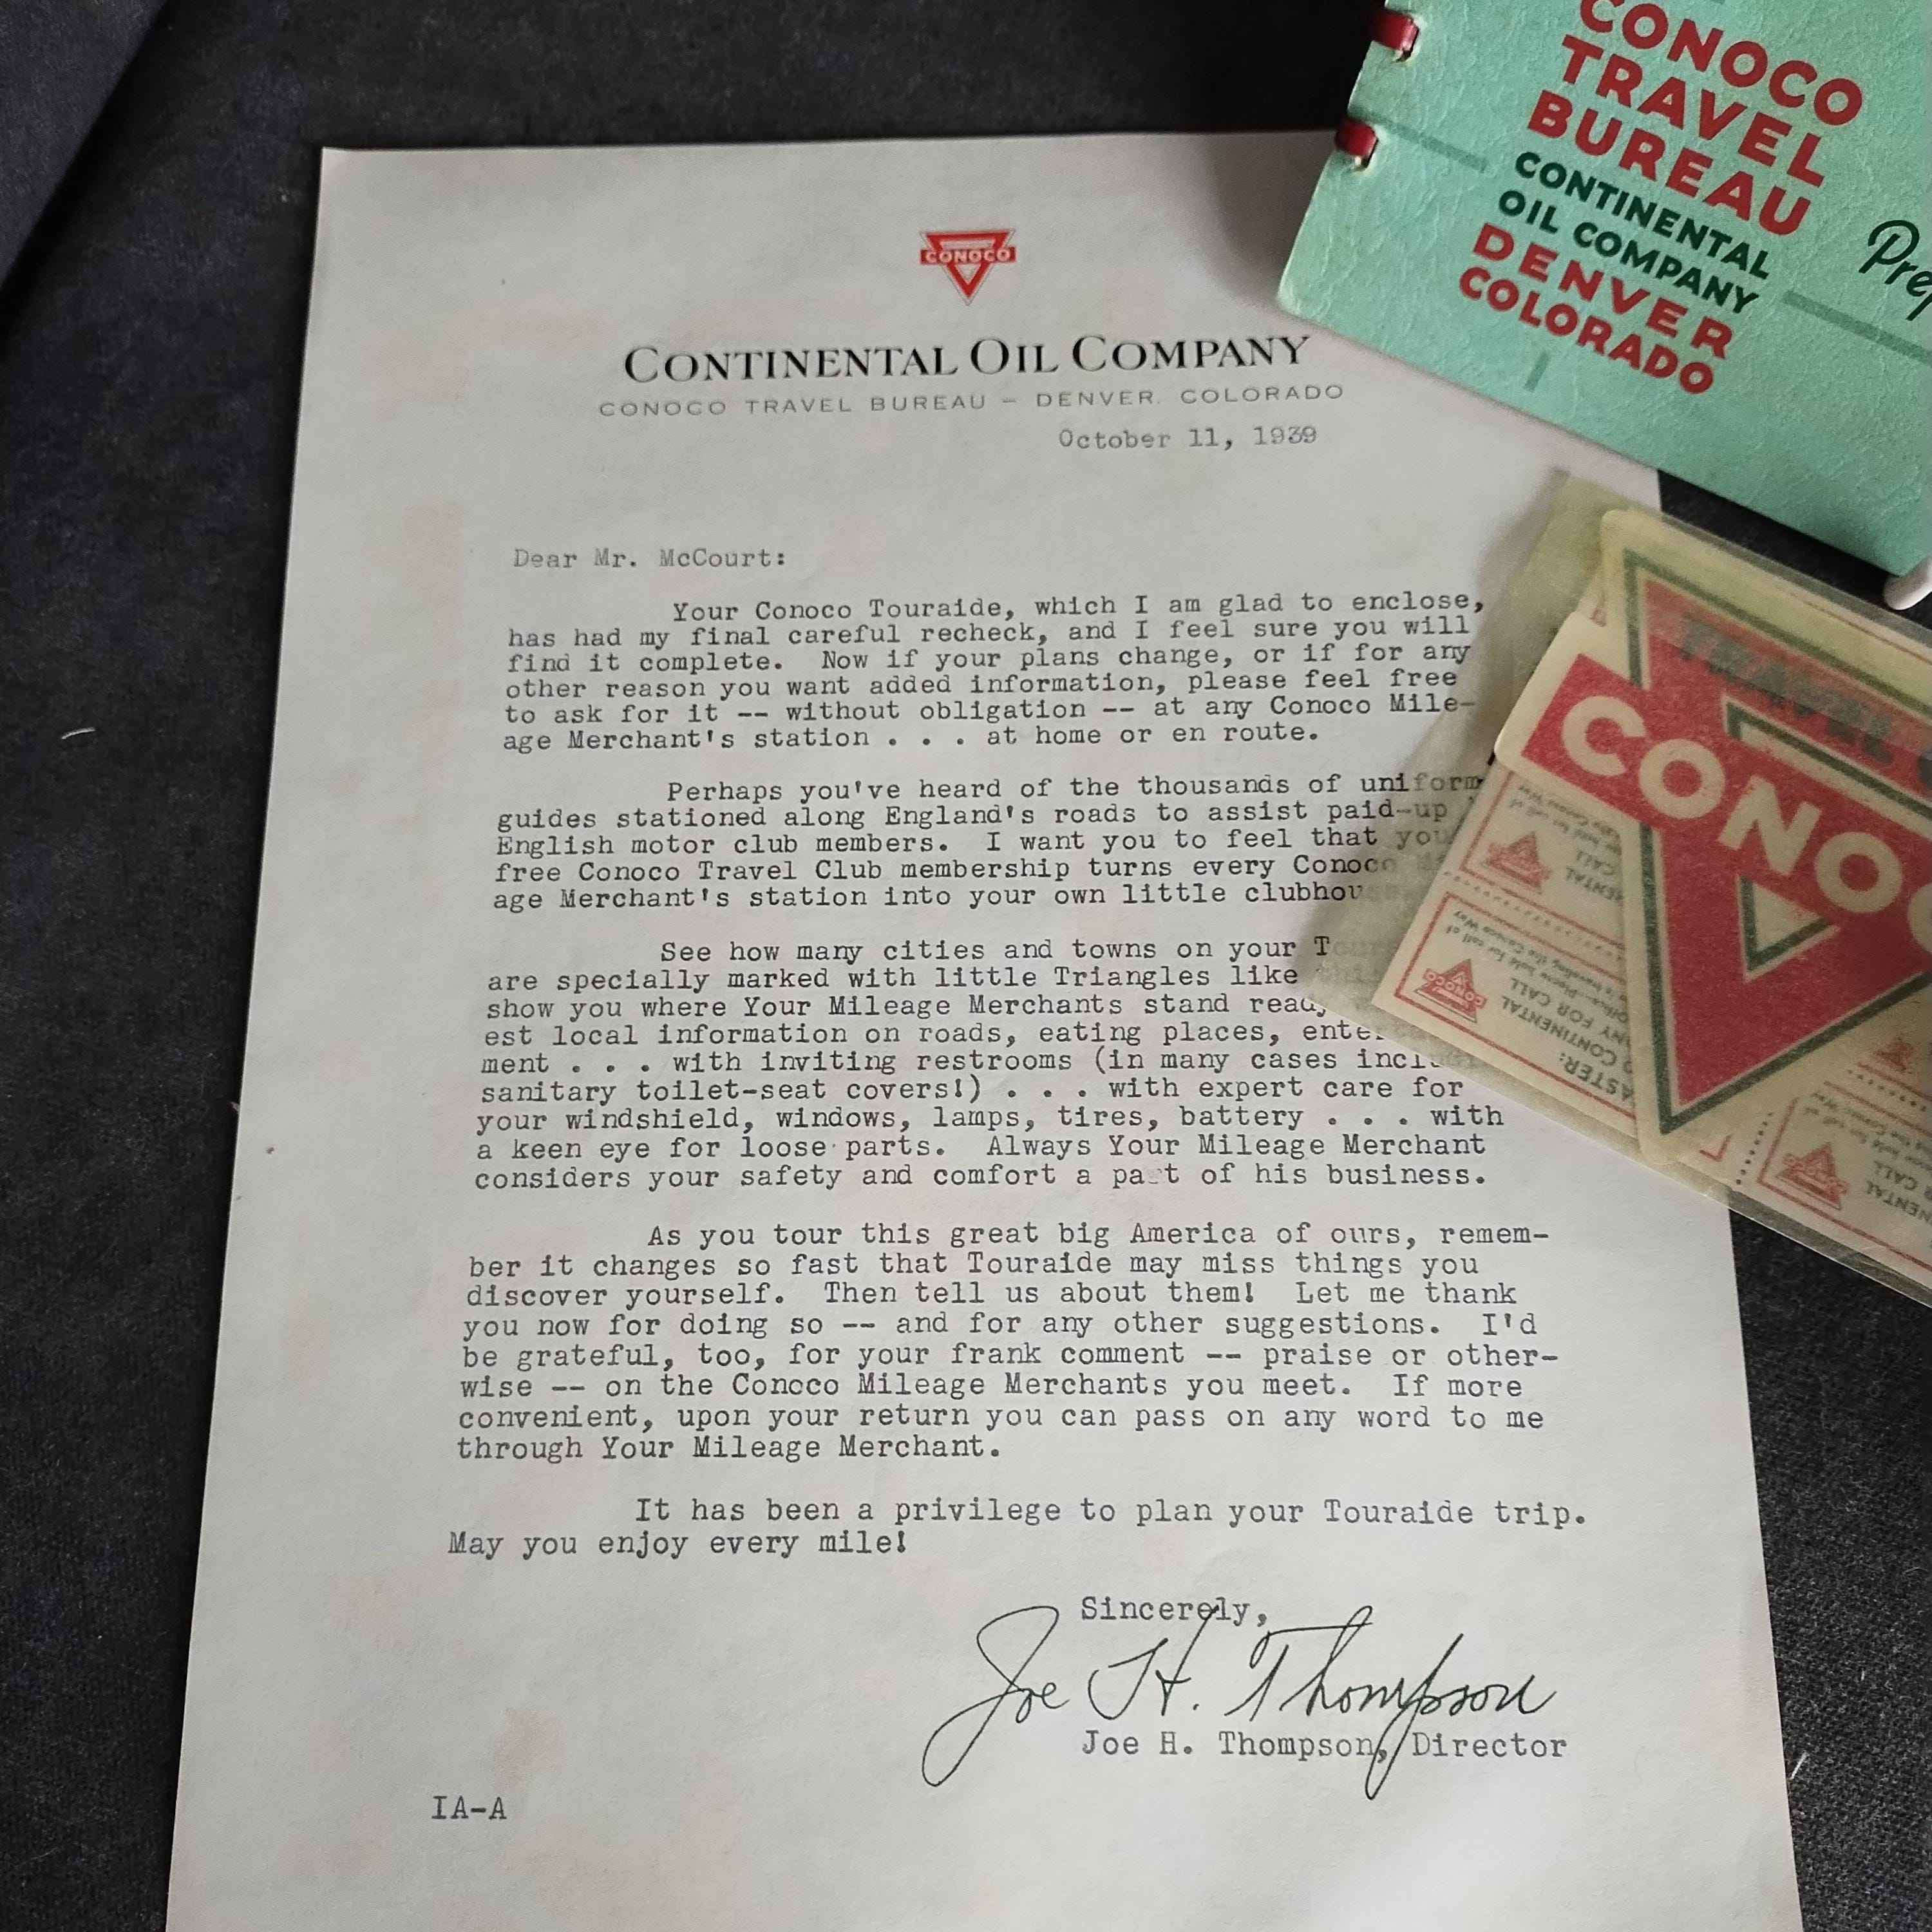 CONOCO
CONTINENTAL OIL COMPANY
CONOCO TRAVEL BUREAU – DENVER, COLORADO
October 11, 1939
Dear Mr. McCourt:
Your Conoco Touraide, which I am glad to enclose,
has had my final careful recheck, and I feel sure you will
find it complete. Now if your plans change, or if for any
other reason you want added information, please feel free
to ask for it -- without obligation -- at any Conoco Mile-
age Merchant's station . . . at home or en route.
Perhaps you've heard of the thousands of uniform
guides stationed along England's roads to assist paid-up
English motor club members. I want you to feel that you
free Conoco Travel Club membership turns every Conoco
age Merchant's station into your own little clubhou
See how many cities and towns on your
are specially marked with little Triangles like
show you where Your Mileage Merchants stand ready
est local information on roads, eating places,
ment . . . with inviting restrooms (in many cases
sanitary toilet-seat covers!) . . . with expert care for
your windshield, windows, lamps, tires, battery . . . with
a keen eye for loose parts. Always Your Mileage Merchant
considers your safety and comfort a pa t of his business.
As you tour this great big America of ours, remem-
ber it changes so fast that Touraide may miss things you
discover yourself. Then tell us about them! Let me thank
you now for doing so -- and for any other suggestions. I'd
be grateful, too, for your frank comment -- praise or other-
wise -- on the Concco Mileage Merchants you meet. If more
convenient, upon your return you can pass on any word to me
through Your Mileage Merchant.
It has been a privilege to plan your Touraide trip.
May you enjoy every mile!
Sincerely,
Joe H. Thompson
Joe H. Thompson, Director
IA-A
CONOCO
TRAVEL
BUREAU
CONTINENTAL
OIL COMPANY
DENVER
COLORADO
Prep
TRAVEL
CONOC
CALL
CONTINENTAL
FOR CALL
CALL